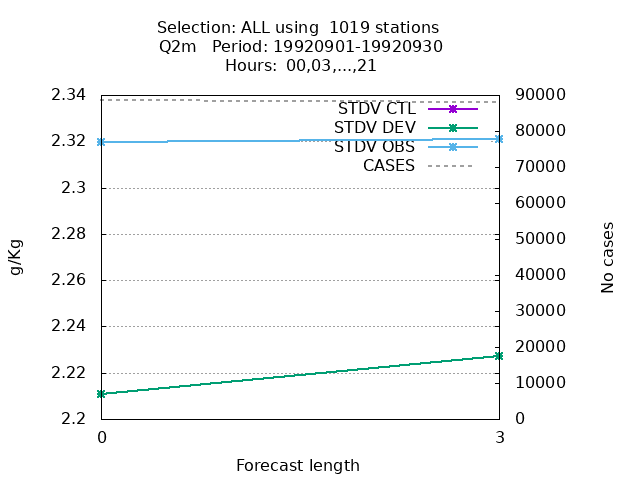 Selection: ALL using  1019 stations
Q2m   Period: 19920901-19920930
Hours:  00,03,...,21
2.34
2.32
2.3
2.28
2.26
2.24
2.22
2.2
90000
80000
70000
60000
50000
40000
30000
20000
10000
0
STDV CTL
STDV DEV
STDV OBS
CASES
g/Kg
No cases
0
3
Forecast length